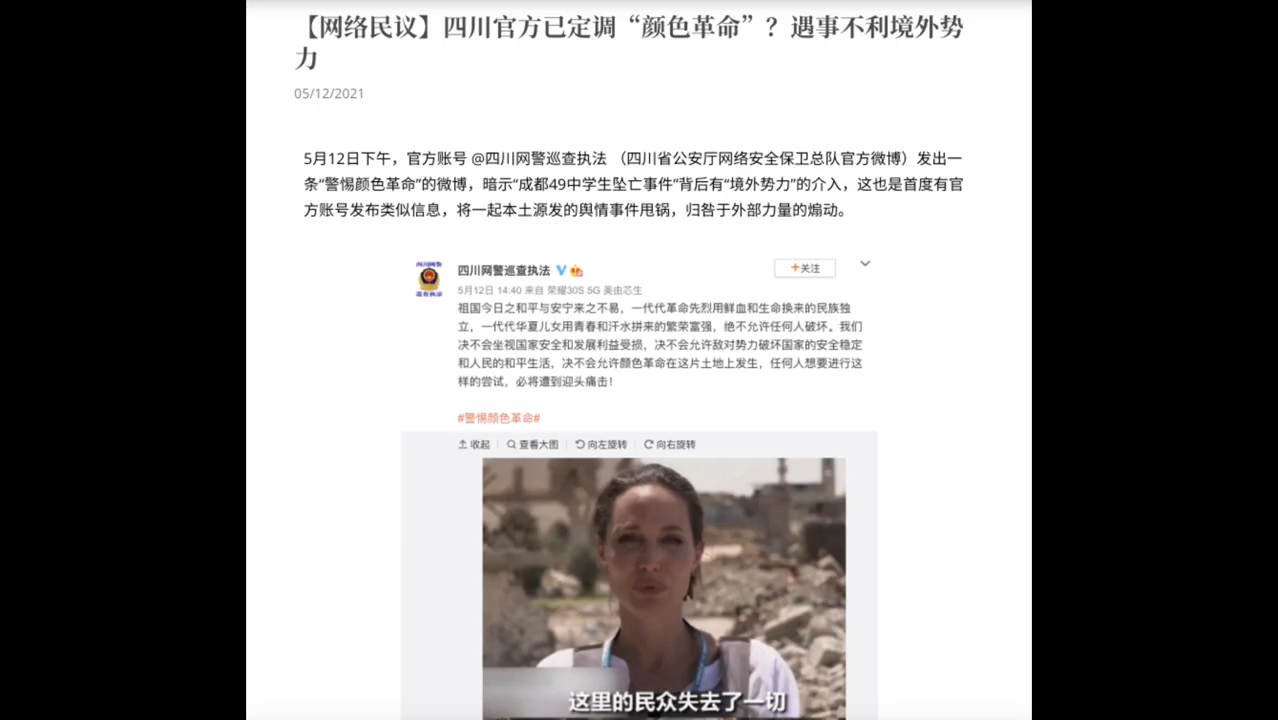 【网络民议】四川官方已定调“颜色革命”？遇事不利境外势
力
05/12/2021
5月12日下午，官方账号 @四川网警巡查执法 （四川省公安厅网络安全保卫总队官方微博）发出一
条“警惕颜色革命”的微博，暗示“成都49中学生坠亡事件”背后有“境外势力”的介入，这也是首度有官
方账号发布类似信息，将一起本土源发的舆情事件甩锅，归咎于外部力量的煽动。
四川网警巡查执法
+关注
5月12日 14:40 来自 荣耀30S 5G 美由芯生
祖国今日之和平与安宁来之不易，一代代革命先烈用鲜血和生命换来的民族独
立，一代代华夏儿女用青春和汗水拼来的繁荣富强，绝不允许任何人破坏。我们
决不会坐视国家安全和发展利益受损，决不会允许敌对势力破坏国家的安全稳定
和人民的和平生活，决不会允许颜色革命在这片土地上发生，任何人想要进行这
样的尝试，必将遭到迎头痛击！
#警惕颜色革命#
收起 查看大图 向左旋转 向右旋转
这里的民众失去了一切